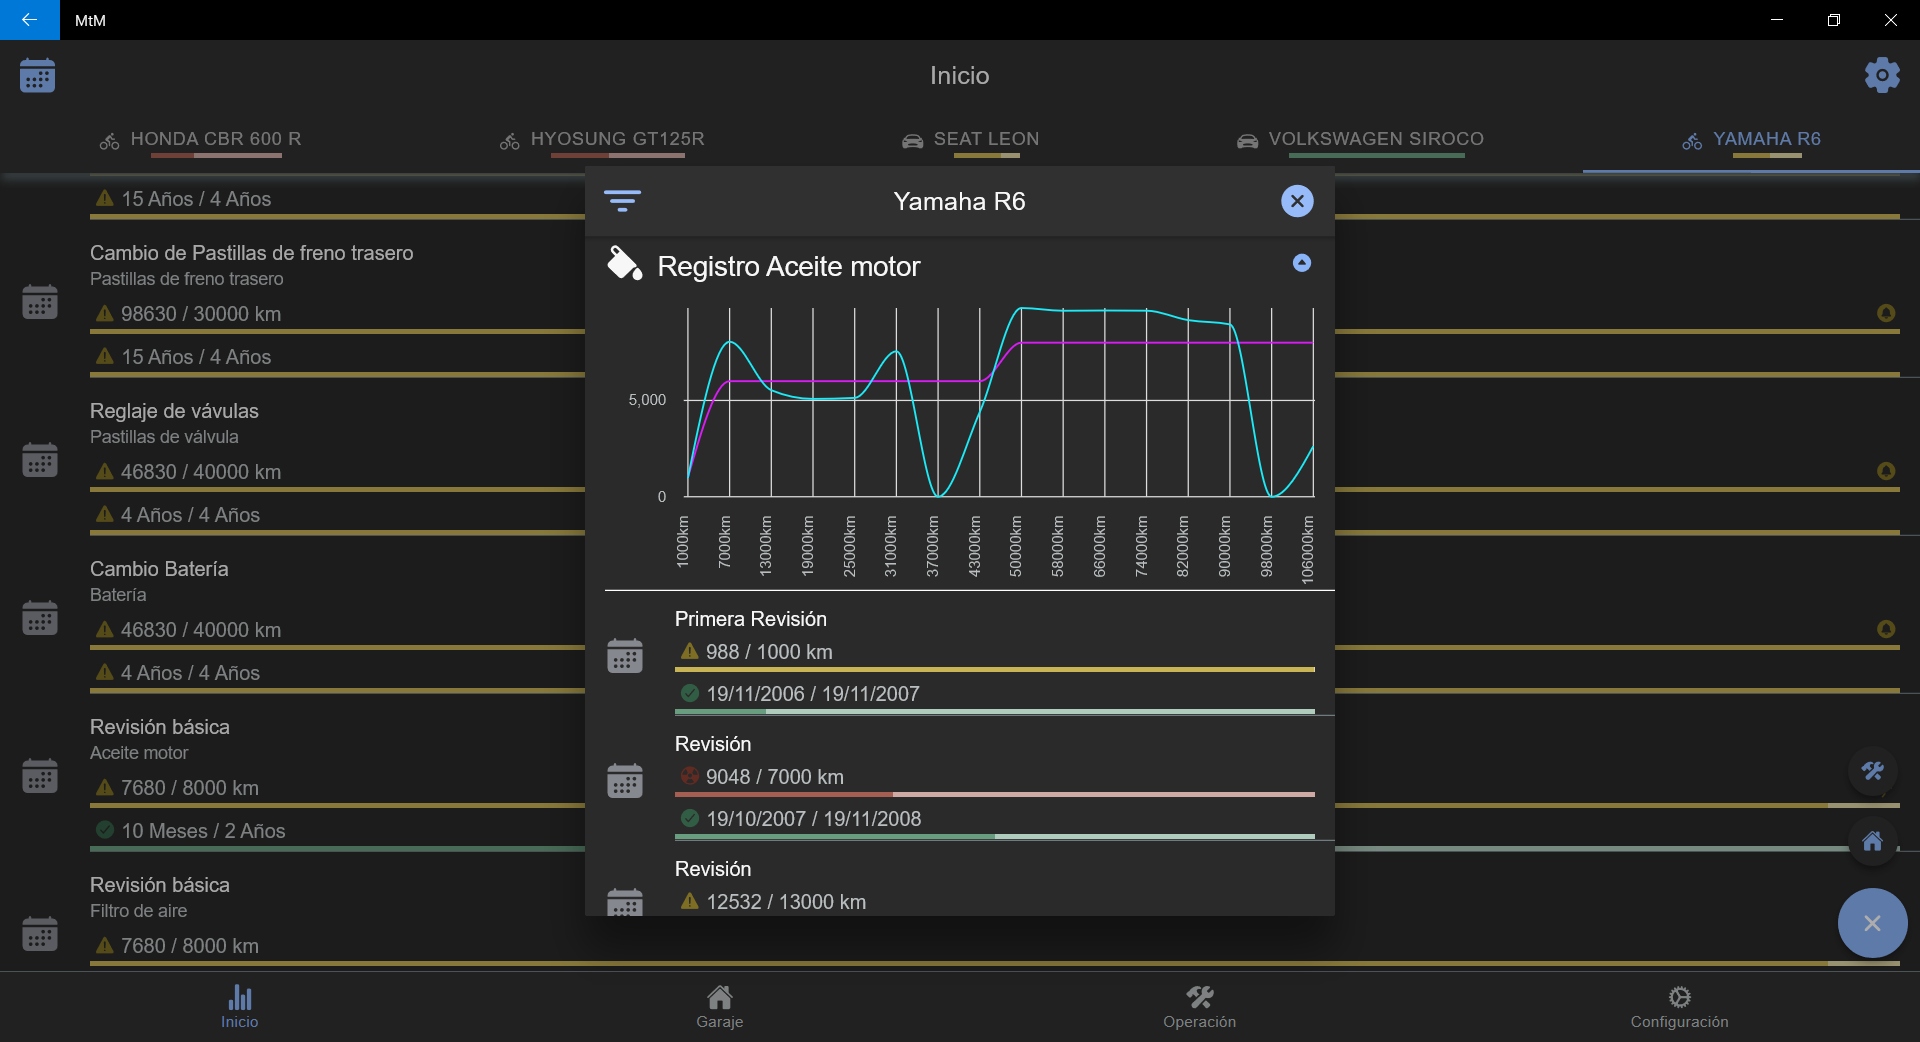 MtM
Inicio
HONDA CBR 600 R
HYOSUNG GT125R
SEAT LEON
VOLKSWAGEN SIROCO
YAMAHA R6
15 Años / 4 Años
Cambio de Pastillas de freno trasero
Pastillas de freno trasero
98630 / 30000 km
15 Años / 4 Años
Reglaje de vávulas
Pastillas de válvula
46830 / 40000 km
4 Años / 4 Años
Cambio Batería
Batería
46830 / 40000 km
4 Años / 4 Años
Revisión básica
Aceite motor
7680 / 8000 km
10 Meses / 2 Años
Revisión básica
Filtro de aire
7680 / 8000 km
Yamaha R6
Registro Aceite motor
5,000
0
1000km
7000km
13000km
19000km
25000km
31000km
37000km
43000km
50000km
58000km
66000km
74000km
82000km
90000km
98000km
106000km
Primera Revisión
988 / 1000 km
19/11/2006 / 19/11/2007
Revisión
9048 / 7000 km
19/10/2007 / 19/11/2008
Revisión
12532 / 13000 km
Inicio
Garaje
Operación
Configuración